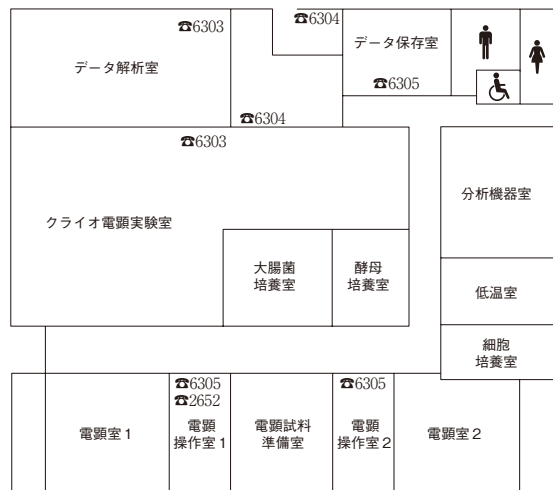 ☎6303
☎6304
データ解析室
データ保存室
☎6305
☎6304
☎6303
クライオ電顕実験室
大腸菌
培養室
酵母
培養室
分析機器室
低温室
細胞
培養室
電顕室1
☎6305
☎2652
電顕
操作室1
電顕試料
準備室
☎6305
電顕
操作室2
電顕室2